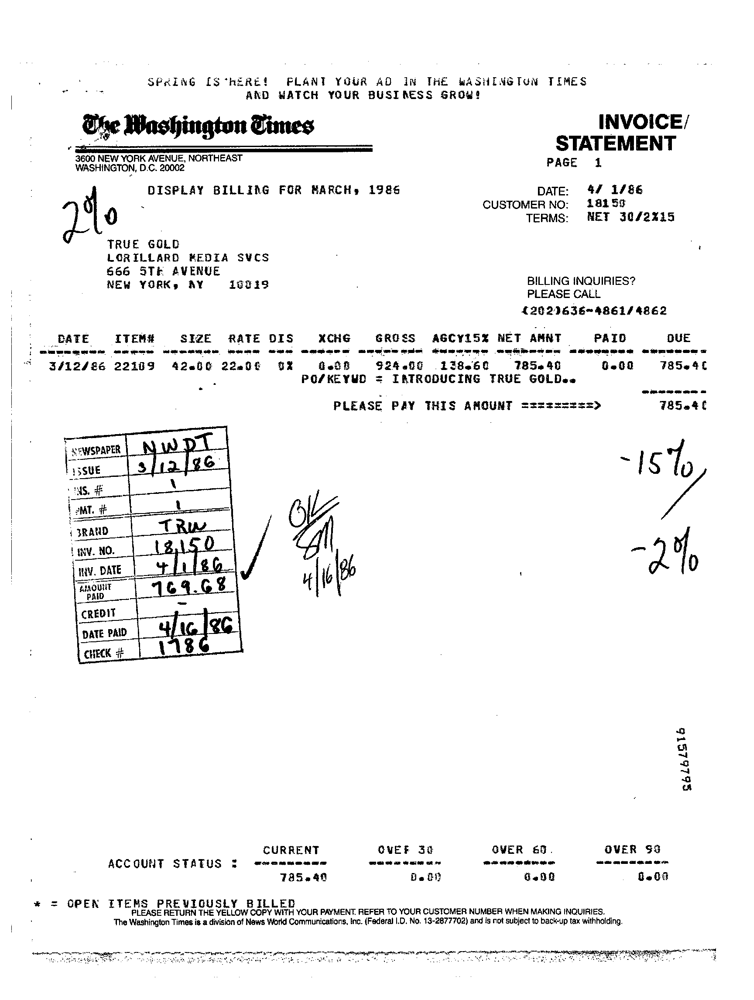 SPRING IS HERE! PLANT YOUR AD IN THE WASHINGTON TIMES
AND WATCH YOUR BUSINESS GROW!
The Washington Times
3600 NEW YORK AVENUE, NORTHEAST
WASHINGTON, D.C. 20002
INVOICE/
STATEMENT
PAGE 1
DISPLAY BILLING FOR MARCH, 1986
DATE: 4/ 1/86
CUSTOMER NO: 18150
TERMS: NET 30/2%15
2%
TRUE GOLD
LORILLARD MEDIA SVCS
666 5TH AVENUE
NEW YORK, NY 10019
BILLING INQUIRIES?
PLEASE CALL
(202)636-4861/4862
DATE ITEM# SIZE RATE DIS XCHG GROSS AGCY15% NET AMNT PAID DUE
3/12/86 22109 42.00 22.00 0% 0.00 924.00 138.60 785.40 0.00 785.40
PO/KEYWD = INTRODUCING TRUE GOLD..
PLEASE PAY THIS AMOUNT =========> 785.40
NEWSPAPER NWDT
ISSUE 3/12/86
INS. # 1
PMT. # 1
BRAND TRW
INV. NO. 18,150
INV. DATE 4/1/86
AMOUNT PAID 769.68
CREDIT -
DATE PAID 4/16/86
CHECK # 1786
OK
SM
4/16/86
-15%
-2%
91579795
CURRENT OVER 30 OVER 60 OVER 90
ACCOUNT STATUS :
785.40 0.00 0.00 0.00
* = OPEN ITEMS PREVIOUSLY BILLED
PLEASE RETURN THE YELLOW COPY WITH YOUR PAYMENT. REFER TO YOUR CUSTOMER NUMBER WHEN MAKING INQUIRIES.
The Washington Times is a division of News World Communications, Inc. (Federal I.D. No. 13-2877702) and is not subject to back-up tax withholding.